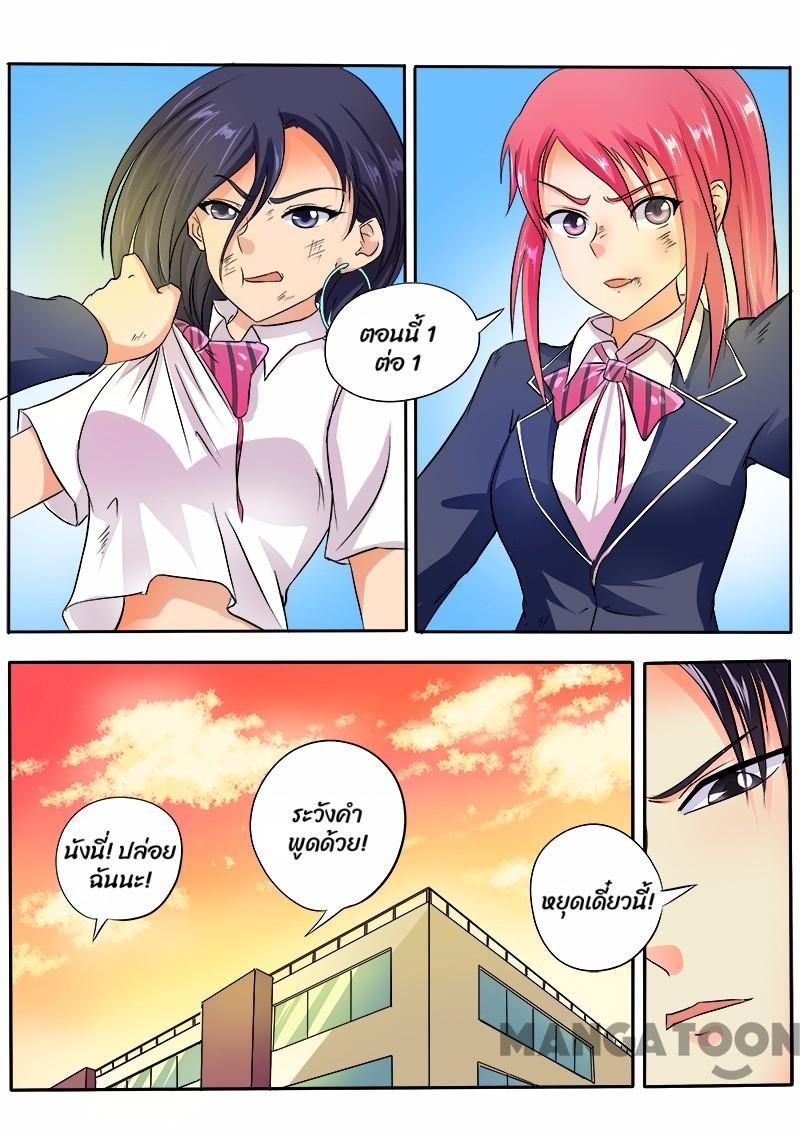 ตอนนี้ 1
ต่อ 1
นังนี่! ปล่อย
ฉันนะ!
ระวังคำ
พูดด้วย!
หยุดเดี๋ยวนี้!
MANGATOON